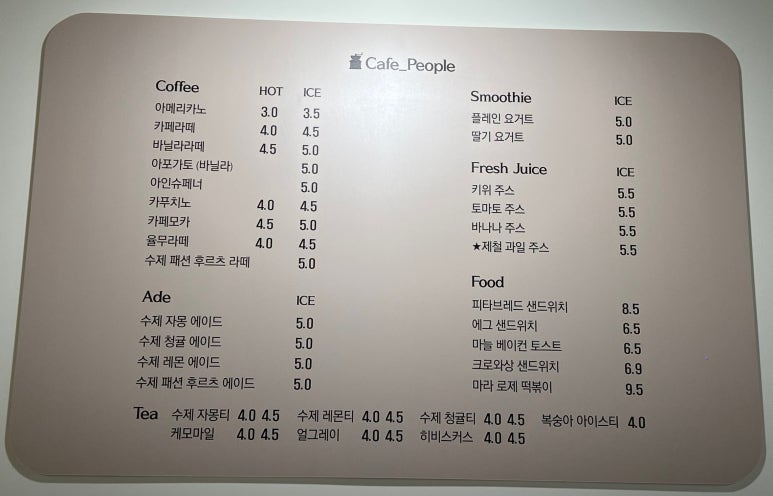 Cafe_People
Coffee HOT ICE
아메리카노 3.0 3.5
카페라떼 4.0 4.5
바닐라라떼 4.5 5.0
아포가토 (바닐라) 5.0
아인슈페너 5.0
카푸치노 4.0 4.5
카페모카 4.5 5.0
율무라떼 4.0 4.5
수제 패션 후르츠 라떼 5.0
Ade ICE
수제 자몽 에이드 5.0
수제 청귤 에이드 5.0
수제 레몬 에이드 5.0
수제 패션 후르츠 에이드 5.0
Smoothie ICE
플레인 요거트 5.0
딸기 요거트 5.0
Fresh Juice ICE
키위 주스 5.5
토마토 주스 5.5
바나나 주스 5.5
★제철 과일 주스 5.5
Food
피타브레드 샌드위치 8.5
에그 샌드위치 6.5
마늘 베이컨 토스트 6.5
크로와상 샌드위치 6.9
마라 로제 떡볶이 9.5
Tea 수제 자몽티 4.0 4.5 수제 레몬티 4.0 4.5 수제 청귤티 4.0 4.5 복숭아 아이스티 4.0
케모마일 4.0 4.5 얼그레이 4.0 4.5 히비스커스 4.0 4.5